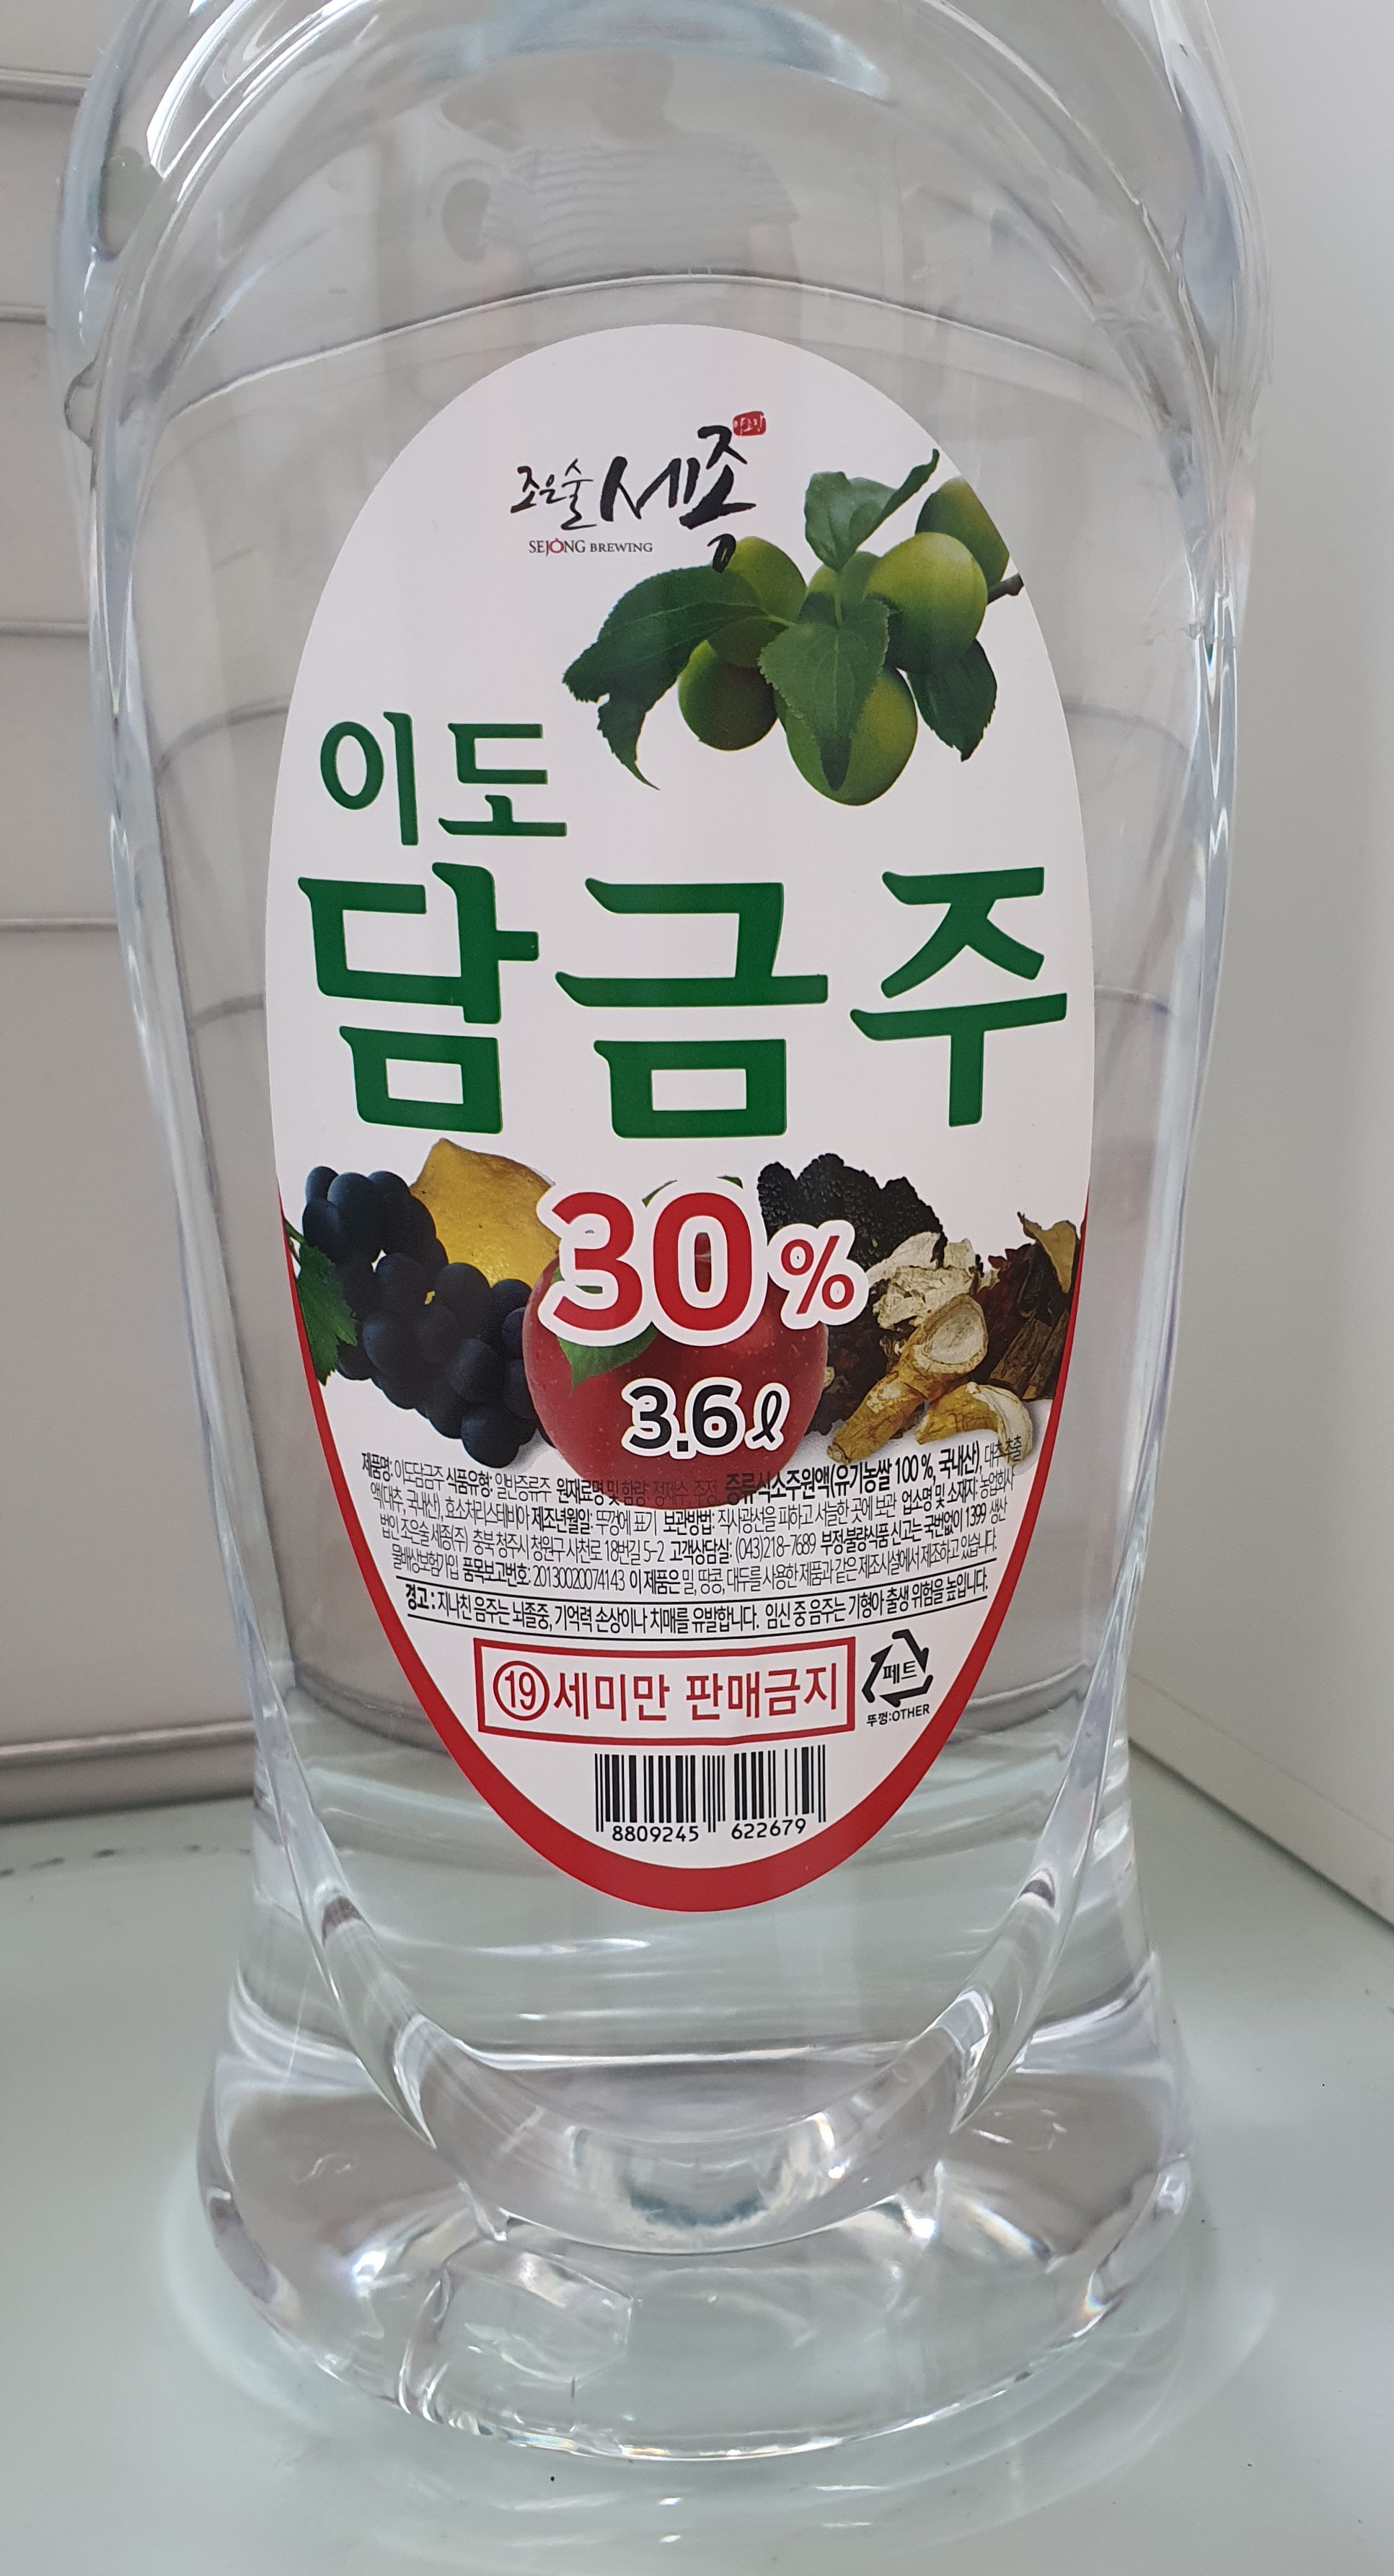 조은술 세종
SEJONG BREWING
이도
담금주
30%
3.6ℓ
제품명: 이도담금주 식품유형: 일반증류주 원재료명 및 함량: 정제수, 주정, 증류식소주원액(유기농쌀 100%, 국내산), 대추추출
액(대추, 국내산), 효소처리스테비아 제조년월일: 뚜껑에 표기 보관방법: 직사광선을 피하고 서늘한 곳에 보관 업소명 및 소재지: 농업회사
법인 조은술 세종(주) 충북 청주시 청원구 사천로 18번길 5-2 고객상담실: (043)218-7689 부정·불량식품 신고는 국번없이 1399 생산
물배상보험가입 품목보고번호: 20130020074143 이 제품은 밀, 땅콩, 대두를 사용한 제품과 같은 제조시설에서 제조하고 있습니다.
경고 : 지나친 음주는 뇌졸중, 기억력 손상이나 치매를 유발합니다. 임신 중 음주는 기형아 출생 위험을 높입니다.
19세미만 판매금지
페트
뚜껑:OTHER
8809245 622679